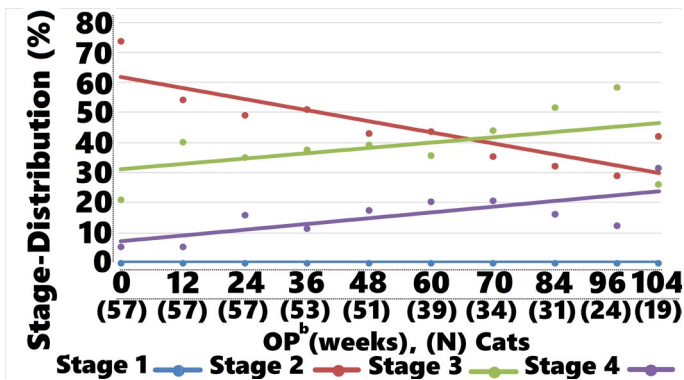 Stage-Distribution (%)
80
70
60
50
40
30
20
10
0
0 12 24 36 48 60 70 84 96 104
(57) (57) (57) (53) (51) (39) (34) (31) (24) (19)
OPᵇ(weeks), (N) Cats
Stage 1 Stage 2 Stage 3 Stage 4